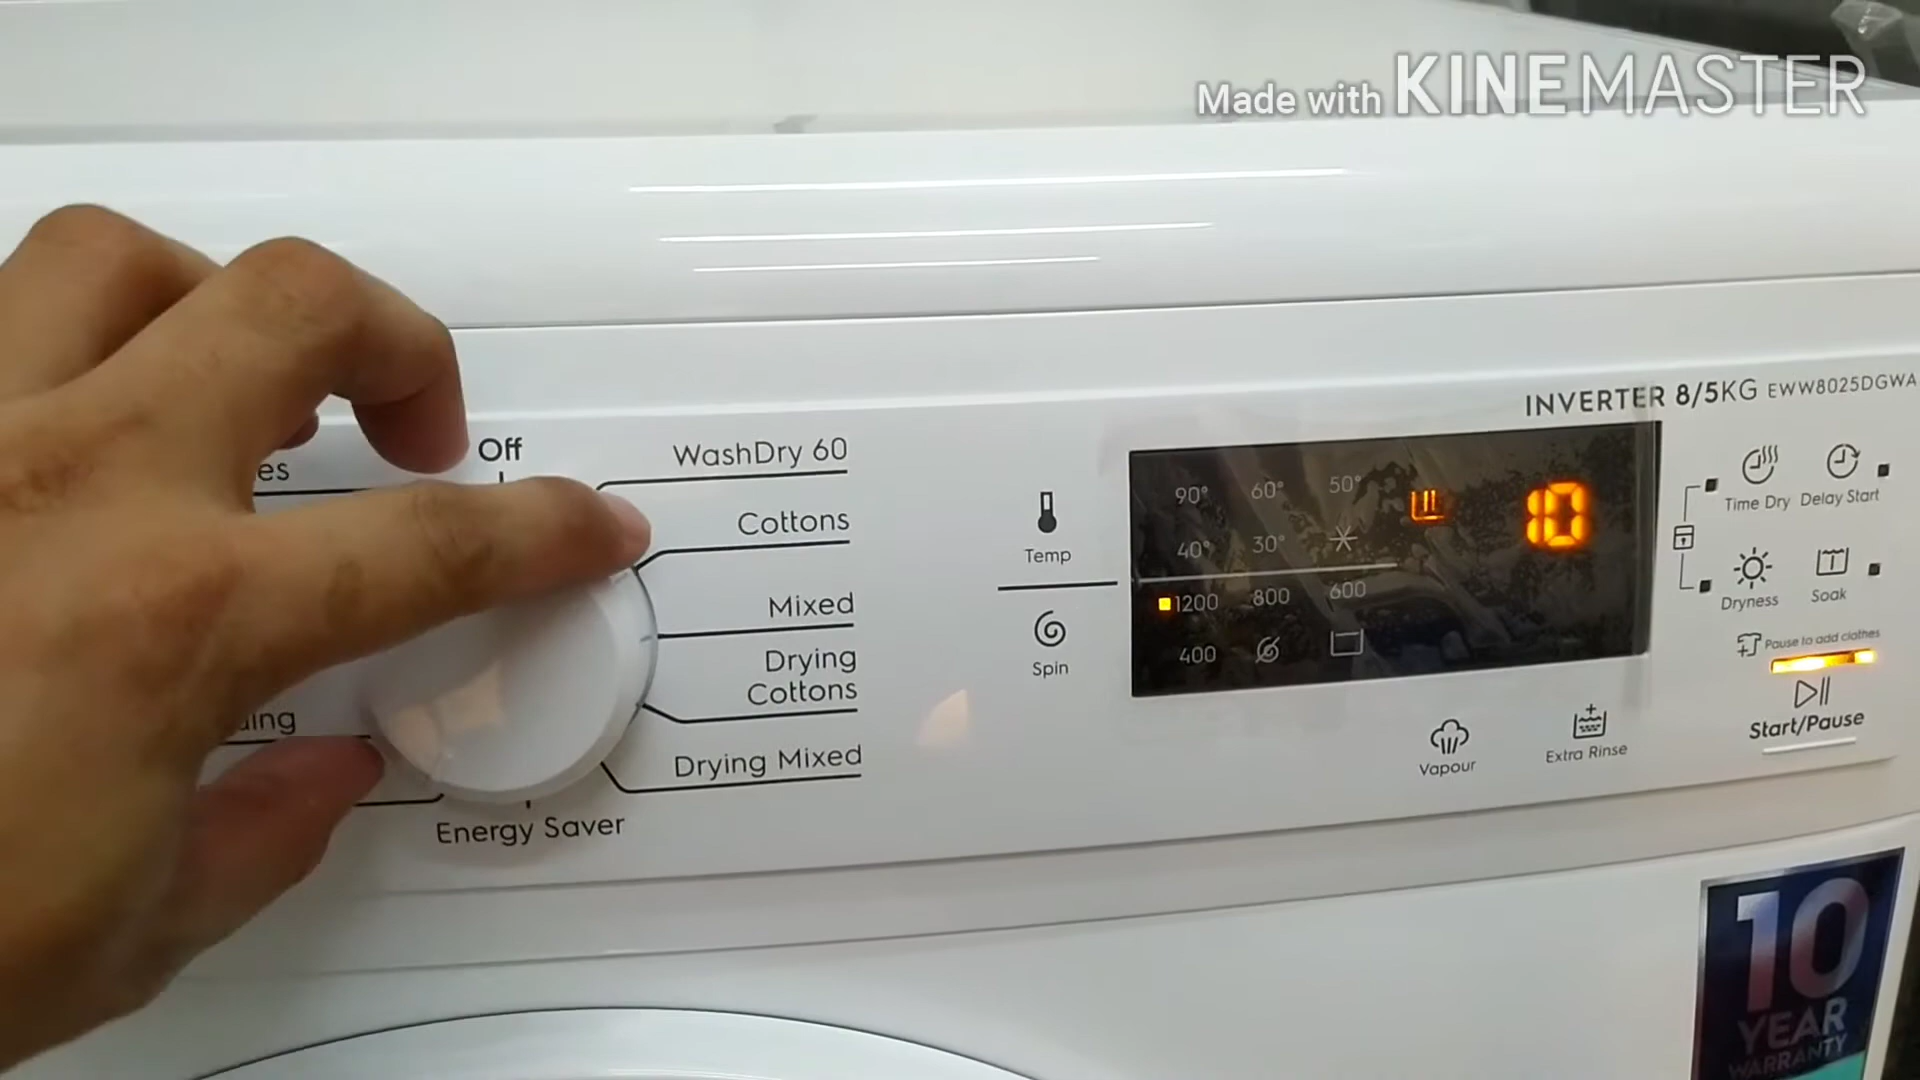 Made with KINEMASTER
INVERTER 8/5KG EWW8025DGWA
Off
WashDry 60
Cottons
Mixed
Drying
Cottons
Drying Mixed
Energy Saver
es
Temp
Spin
90° 60° 50°
40° 30°
1200 800 600
400
10
Time Dry
Delay Start
Dryness
Soak
Pause to add clothes
Start/Pause
Vapour
Extra Rinse
10
YEAR
WARRANTY